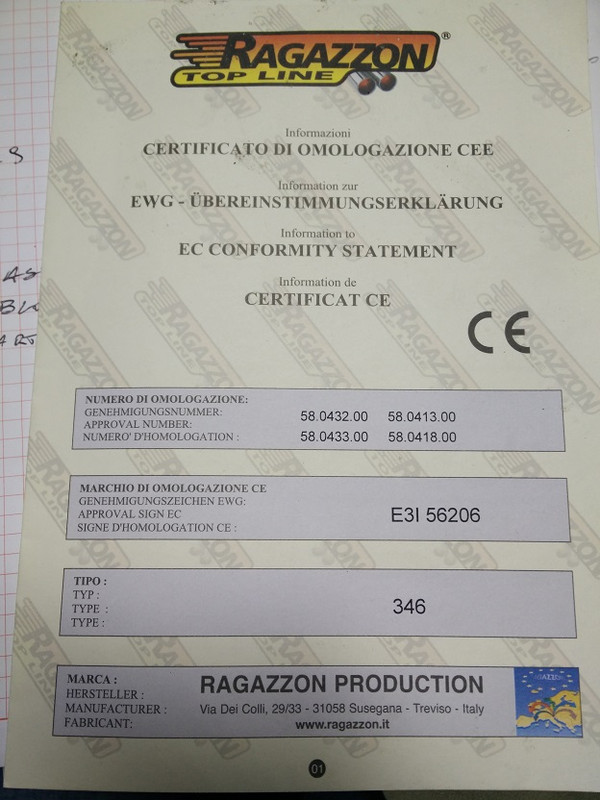 RAGAZZON®
TOP LINE
Informazioni
CERTIFICATO DI OMOLOGAZIONE CEE
Information zur
EWG - ÜBEREINSTIMMUNGSERKLÄRUNG
Information to
EC CONFORMITY STATEMENT
Information de
CERTIFICAT CE
CE
NUMERO DI OMOLOGAZIONE:
GENEHMIGUNGSNUMMER:
APPROVAL NUMBER:
NUMERO' D'HOMOLOGATION :
58.0432.00 58.0413.00
58.0433.00 58.0418.00
MARCHIO DI OMOLOGAZIONE CE
GENEHMIGUNGSZEICHEN EWG:
APPROVAL SIGN EC
SIGNE D'HOMOLOGATION CE :
E3I 56206
TIPO :
TYP :
TYPE :
TYPE :
346
MARCA :
HERSTELLER :
MANUFACTURER :
FABRICANT:
RAGAZZON PRODUCTION
Via Dei Colli, 29/33 - 31058 Susegana - Treviso - Italy
www.ragazzon.it
01